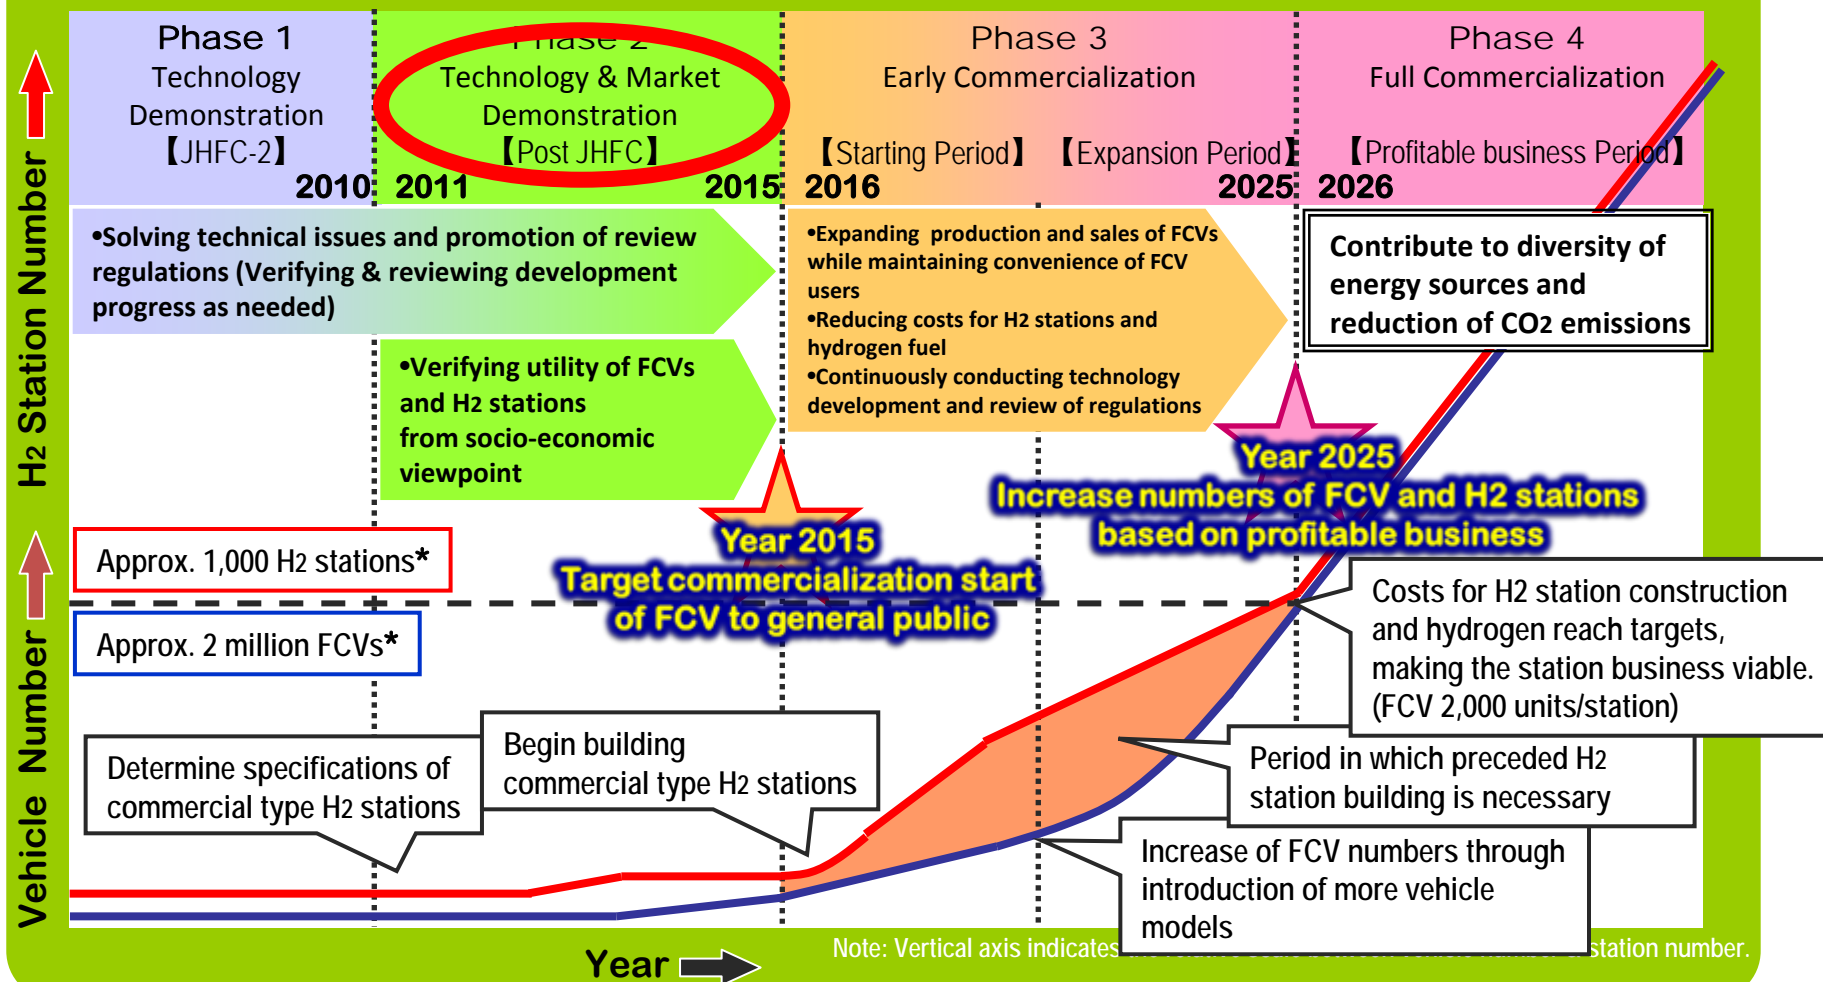 Phase 1
Technology
Demonstration
【JHFC-2】
2010
Phase 2
Technology & Market
Demonstration
【Post JHFC】
2011
2015
Phase 3
Early Commercialization
【Starting Period】
【Expansion Period】
2016
2025
Phase 4
Full Commercialization
【Profitable business Period】
2026
•Solving technical issues and promotion of review
regulations (Verifying & reviewing development
progress as needed)
•Verifying utility of FCVs
and H2 stations
from socio-economic
viewpoint
•Expanding production and sales of FCVs
while maintaining convenience of FCV
users
•Reducing costs for H2 stations and
hydrogen fuel
•Continuously conducting technology
development and review of regulations
Contribute to diversity of
energy sources and
reduction of CO2 emissions
Year 2025
Increase numbers of FCV and H2 stations
based on profitable business
Year 2015
Target commercialization start
of FCV to general public
H2 Station Number
Vehicle Number
Approx. 1,000 H2 stations*
Approx. 2 million FCVs*
Determine specifications of
commercial type H2 stations
Begin building
commercial type H2 stations
Costs for H2 station construction
and hydrogen reach targets,
making the station business viable.
(FCV 2,000 units/station)
Period in which preceded H2
station building is necessary
Increase of FCV numbers through
introduction of more vehicle
models
Year
Note: Vertical axis indicates station number.